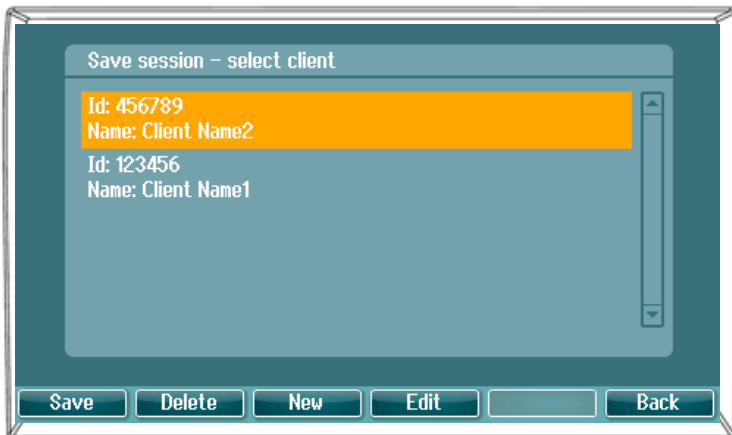 Save session – select client
Id: 456789
Name: Client Name2
Id: 123456
Name: Client Name1
Save Delete New Edit Back